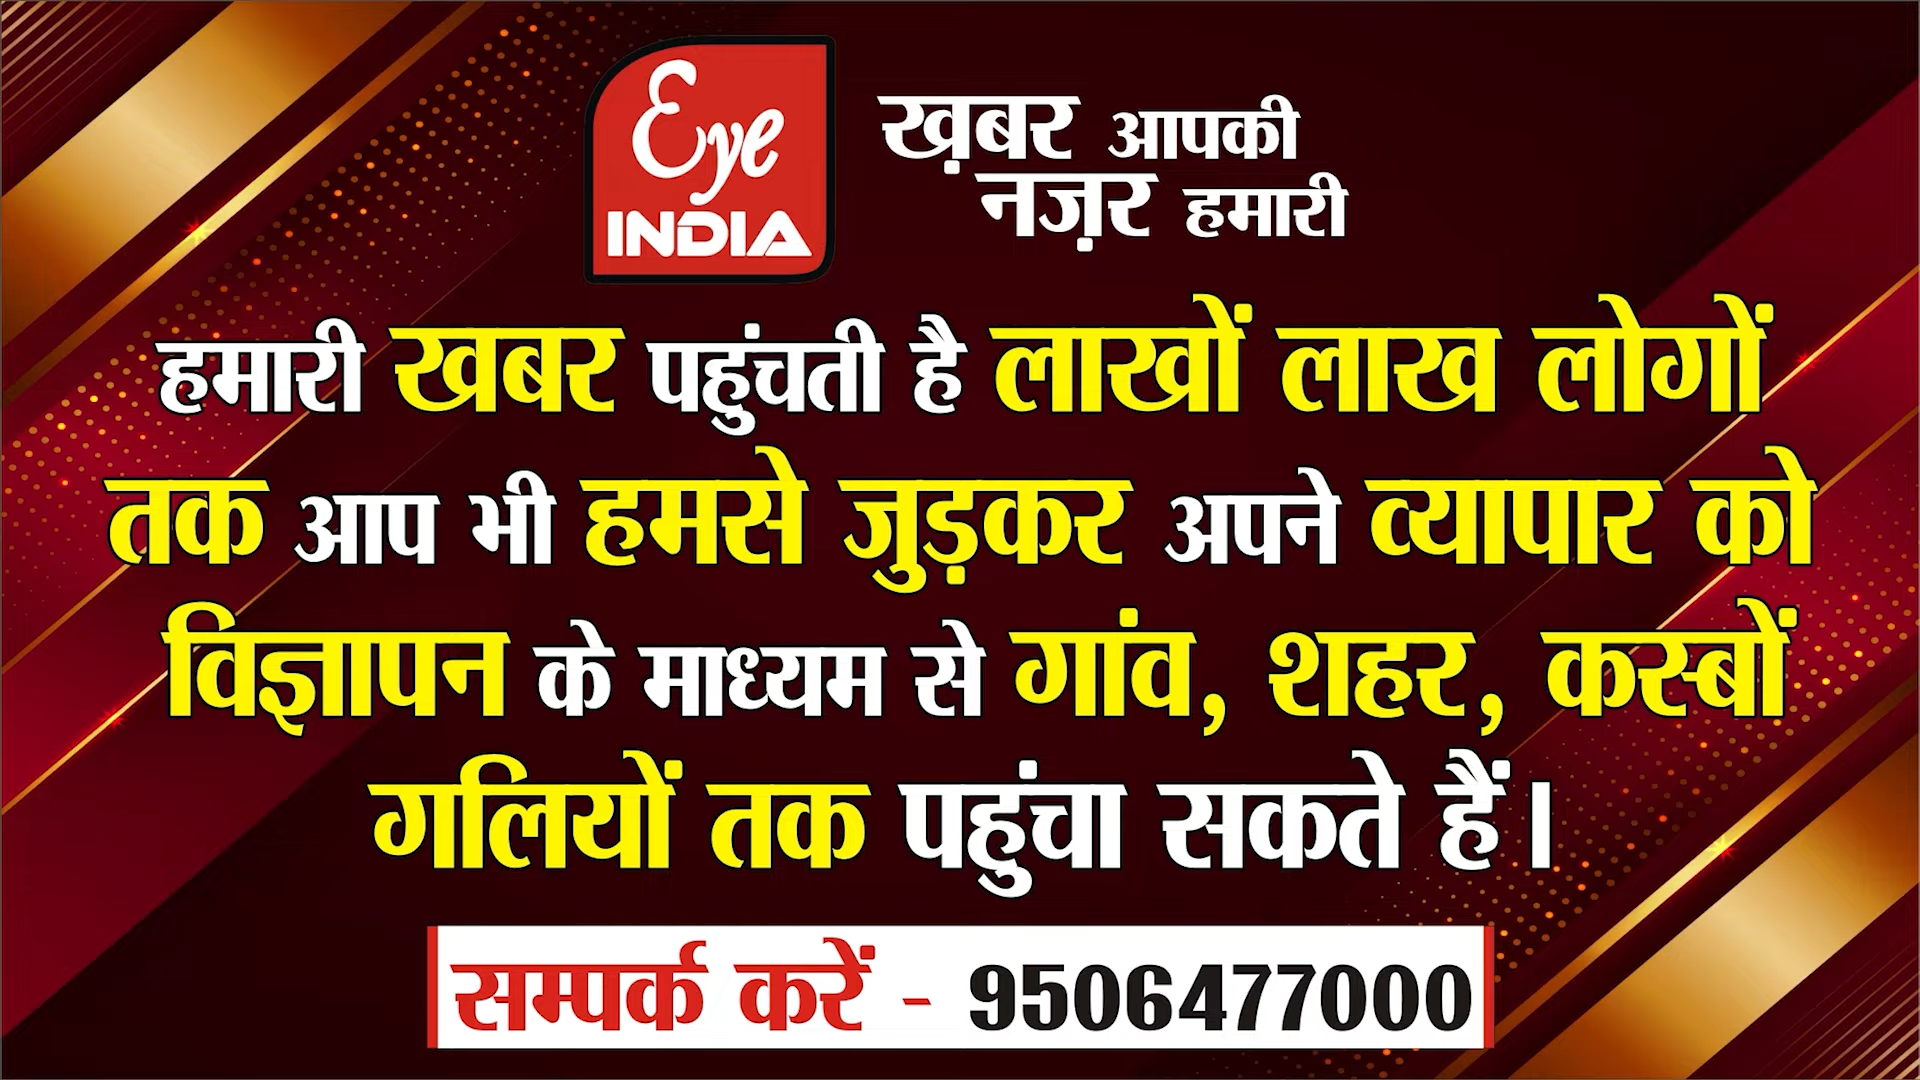 Eye
INDIA
ख़बर आपकी
नज़र हमारी
हमारी खबर पहुंचती है लाखों लाख लोगों
तक आप भी हमसे जुड़कर अपने व्यापार को
विज्ञापन के माध्यम से गांव, शहर, कस्बों
गलियों तक पहुंचा सकते हैं।
सम्पर्क करें - 9506477000